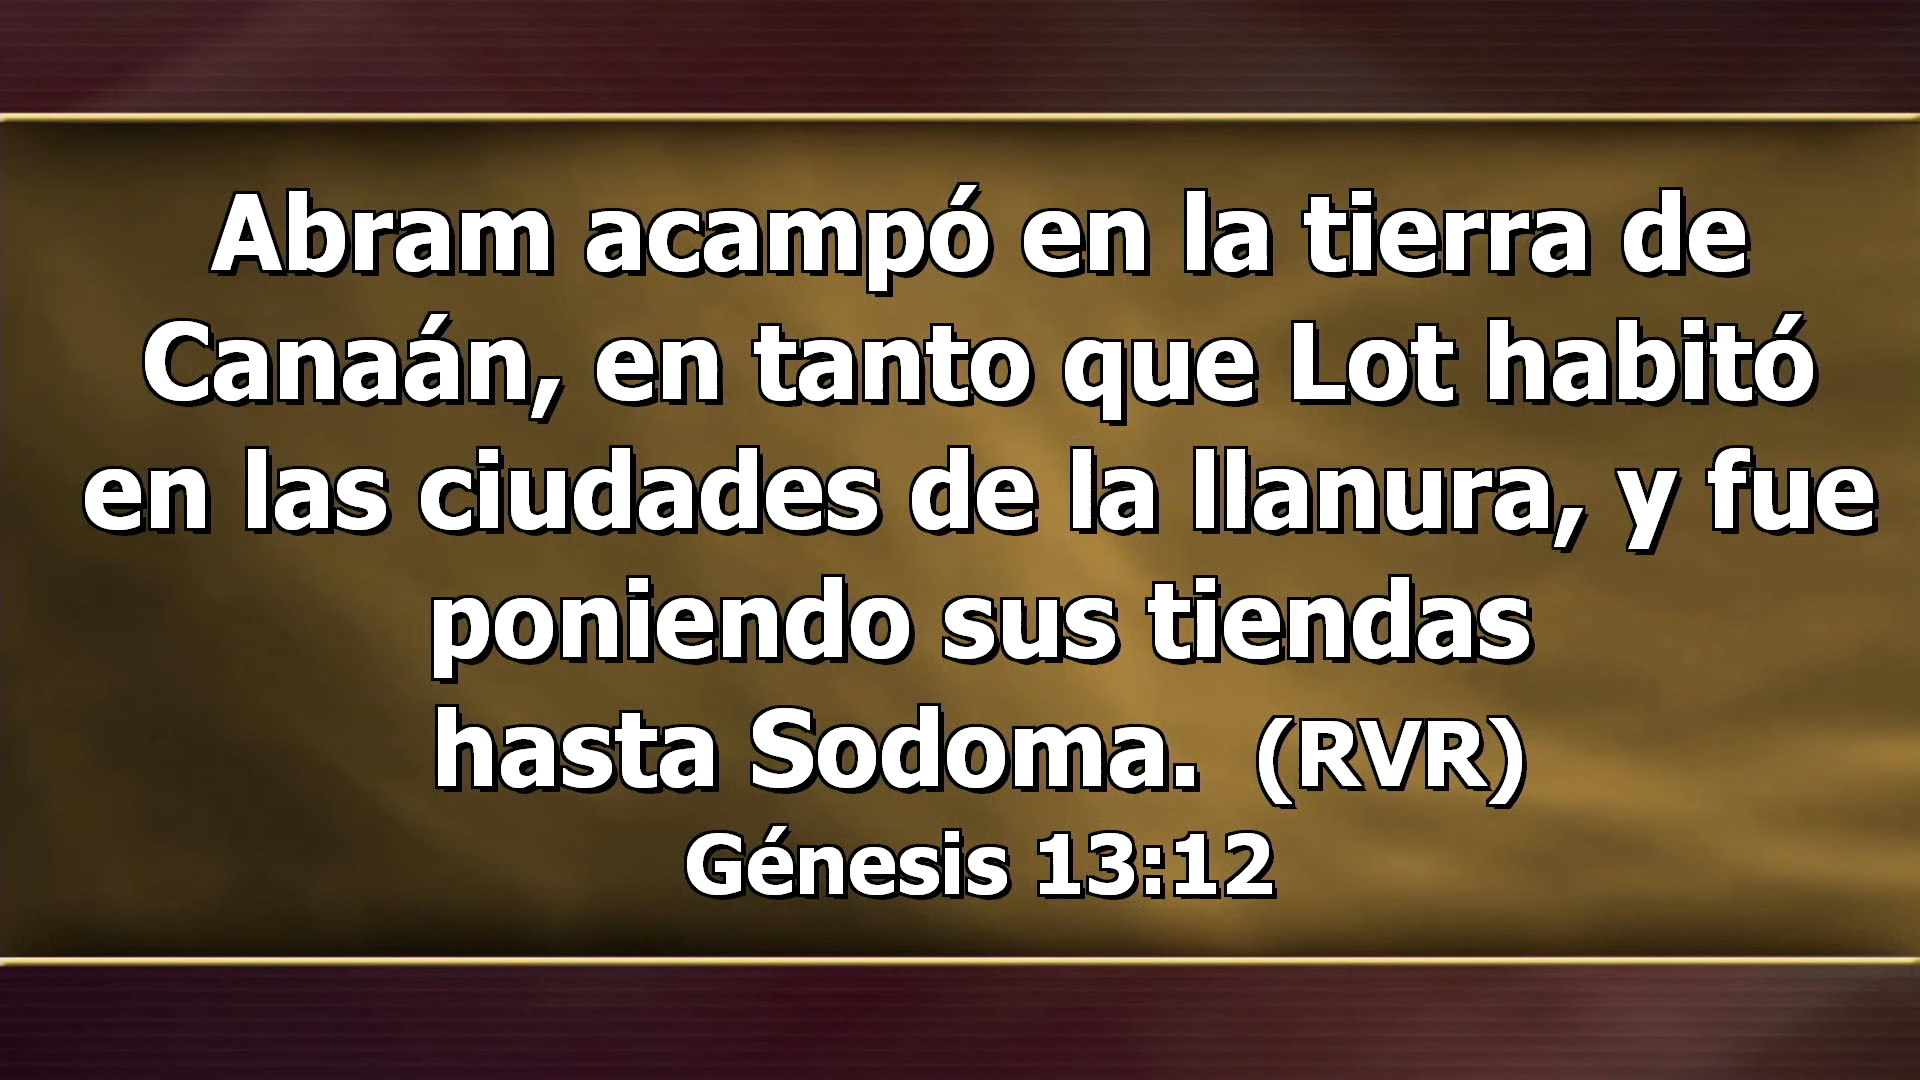 Abram acampó en la tierra de
Canaán, en tanto que Lot habitó
en las ciudades de la llanura, y fue
poniendo sus tiendas
hasta Sodoma. (RVR)
Génesis 13:12